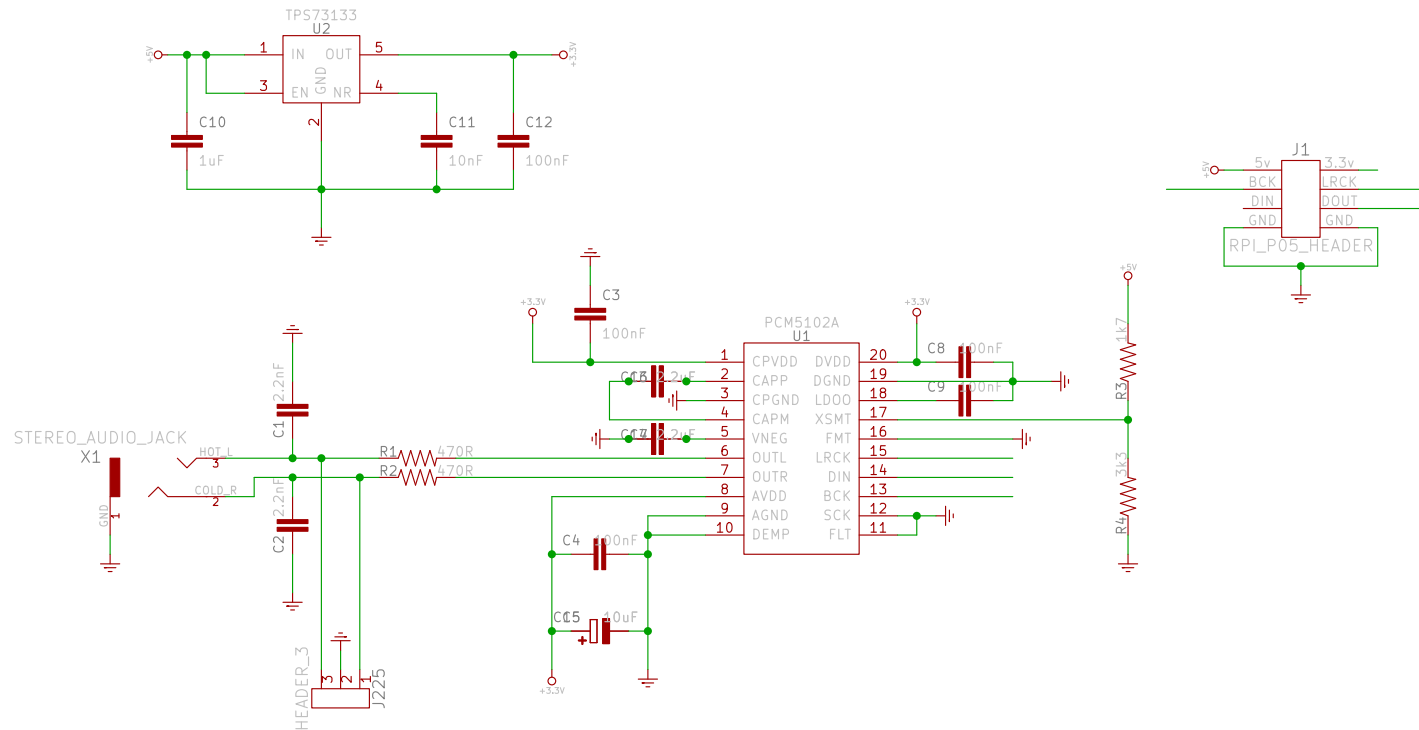 TPS73133
U2
+5V
1
IN
OUT
5
+3.3V
3
EN
GND
NR
4
2
C10
1uF
C11
10nF
C12
100nF
J1
+5V
5v
3.3v
BCK
LRCK
DIN
DOUT
GND
GND
RPI_P05_HEADER
C3
100nF
+3.3V
+3.3V
+5V
PCM5102A
U1
1
CPVDD
DVDD
20
2
CAPP
DGND
19
3
CPGND
LDOO
18
4
CAPM
XSMT
17
5
VNEG
FMT
16
6
OUTL
LRCK
15
7
OUTR
DIN
14
8
AVDD
BCK
13
9
AGND
SCK
12
10
DEMP
FLT
11
C8
100nF
C9
100nF
2.2uF
2.2uF
1k7
R3
3k3
R4
2.2nF
C1
STEREO_AUDIO_JACK
X1
HOT_L
3
COLD_R
2
GND
1
R1
470R
R2
470R
2.2nF
C2
C4
100nF
10uF
+3.3V
HEADER_3
3
2
1
J225